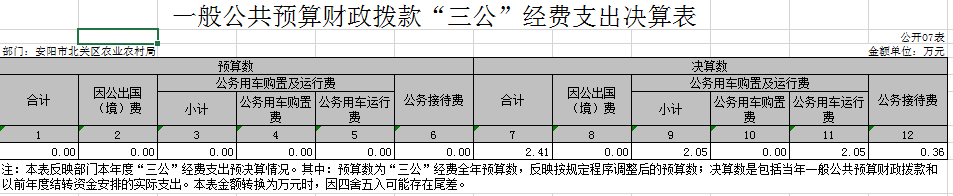 一般公共预算财政拨款“三公”经费支出决算表
公开07表
部门：安阳市北关区农业农村局 金额单位：万元
预算数 决算数
合计 因公出国（境）费 公务用车购置及运行费 公务接待费 合计 因公出国（境）费 公务用车购置及运行费 公务接待费
小计 公务用车购置费 公务用车运行费 小计 公务用车购置费 公务用车运行费
1 2 3 4 5 6 7 8 9 10 11 12
0.00 0.00 0.00 0.00 0.00 0.00 2.41 0.00 2.05 0.00 2.05 0.36
注：本表反映部门本年度“三公”经费支出预决算情况。其中：预算数为“三公”经费全年预算数，反映按规定程序调整后的预算数；决算数是包括当年一般公共预算财政拨款和
以前年度结转资金安排的实际支出。本表金额转换为万元时，因四舍五入可能存在尾差。